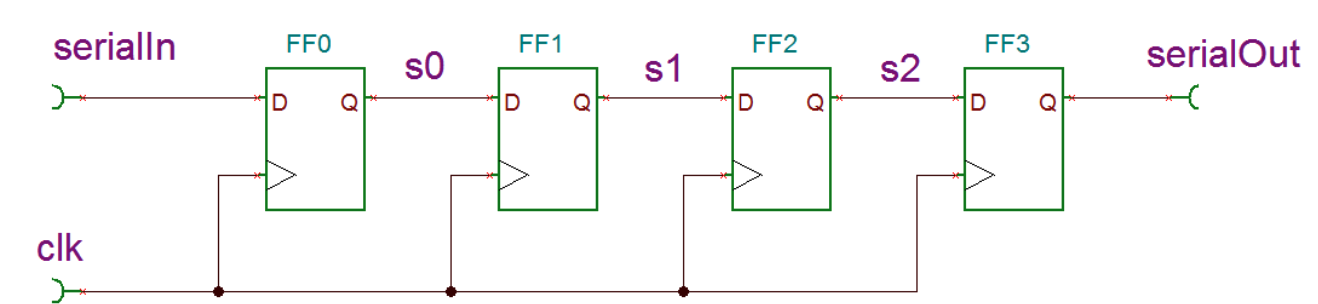 serialIn FF0 s0 FF1 s1 FF2 s2 FF3 serialOut
D Q D Q D Q D Q
clk